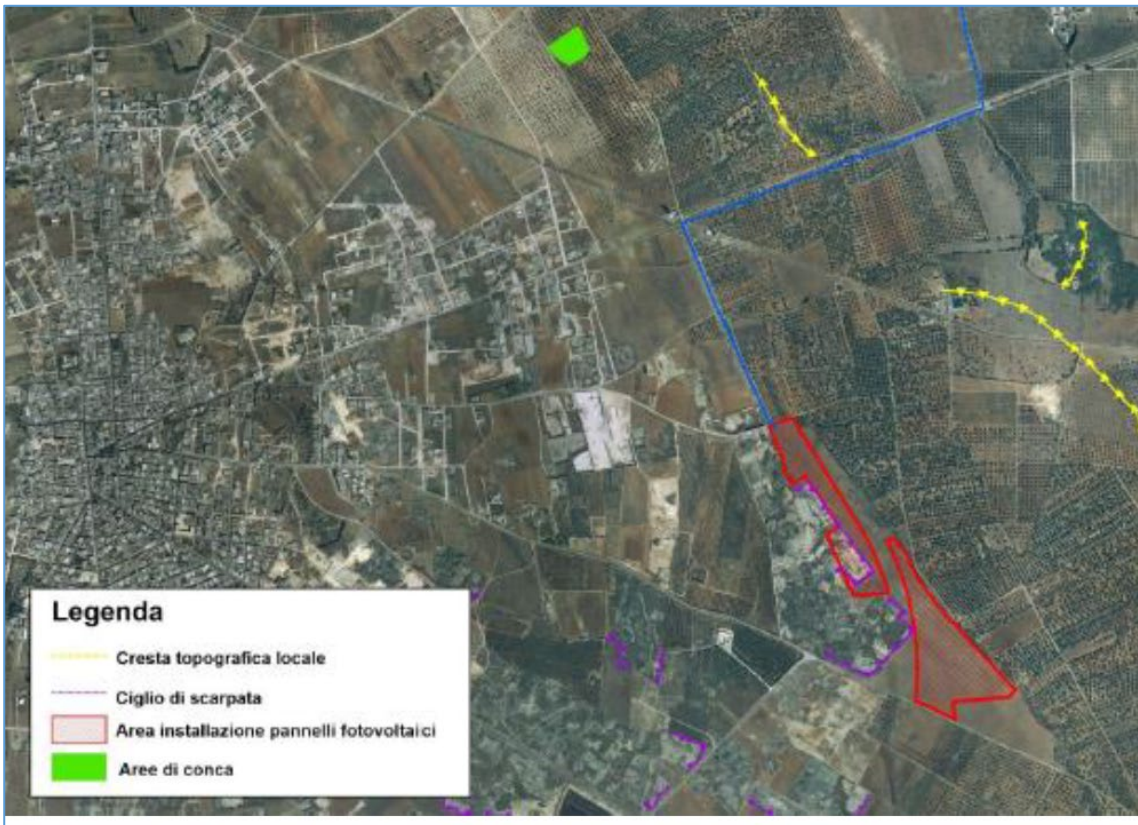 Legenda
Cresta topografica locale
Ciglio di scarpata
Area installazione pannelli fotovoltaici
Aree di conca